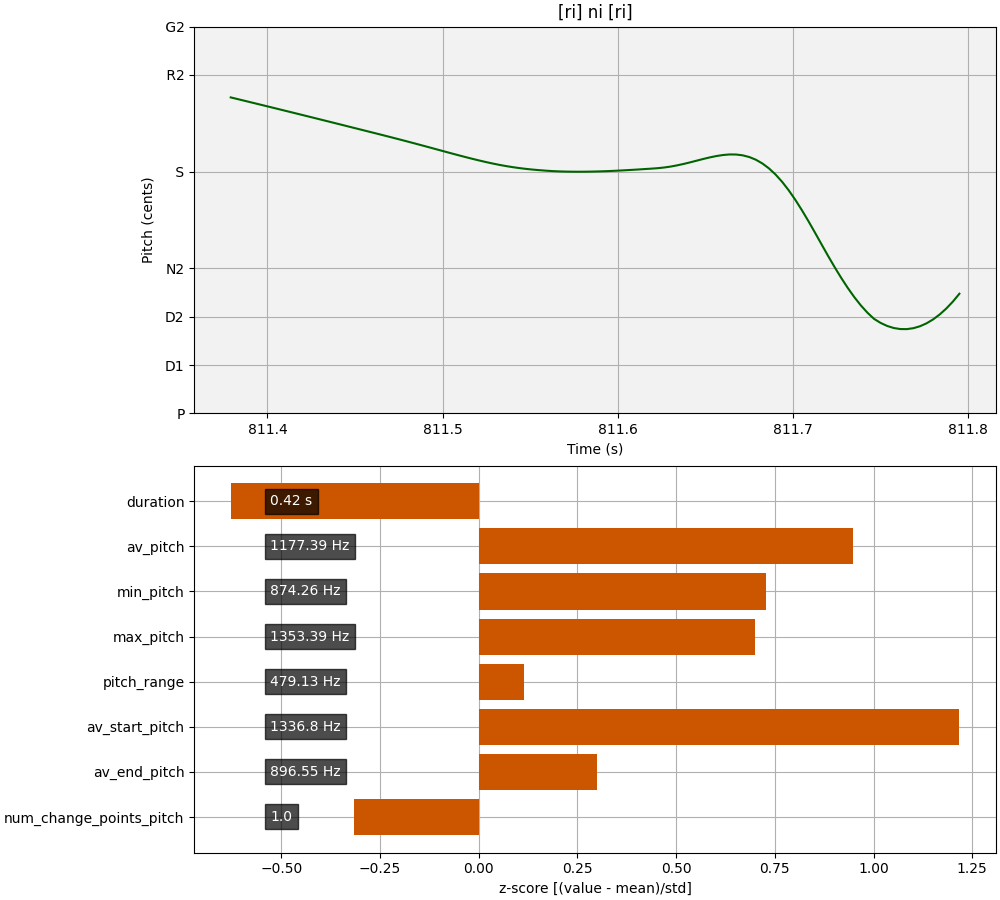 [ri] ni [ri]
G2
R2
S
N2
D2
D1
P
Pitch (cents)
811.4 811.5 811.6 811.7 811.8
Time (s)
duration 0.42 s
av_pitch 1177.39 Hz
min_pitch 874.26 Hz
max_pitch 1353.39 Hz
pitch_range 479.13 Hz
av_start_pitch 1336.8 Hz
av_end_pitch 896.55 Hz
num_change_points_pitch 1.0
−0.50 −0.25 0.00 0.25 0.50 0.75 1.00 1.25
z-score [(value - mean)/std]